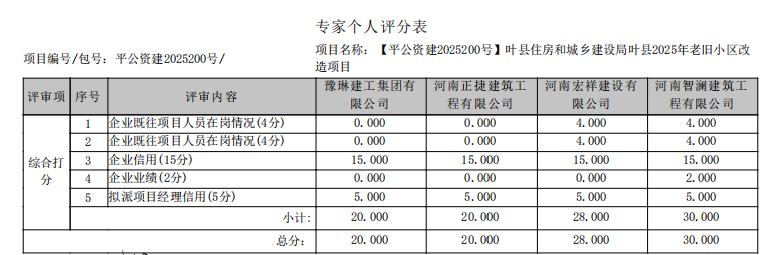 专家个人评分表
项目编号/包号：平公资建2025200号/
项目名称：【平公资建2025200号】叶县住房和城乡建设局叶县2025年老旧小区改
造项目
评审项 序号 评审内容 豫琳建工集团有限公司 河南正捷建筑工程有限公司 河南宏祥建设有限公司 河南智澜建筑工程有限公司
综合打分
1 企业既往项目人员在岗情况(4分) 0.000 0.000 4.000 4.000
2 企业既往项目人员在岗情况(4分) 0.000 0.000 4.000 4.000
3 企业信用(15分) 15.000 15.000 15.000 15.000
4 企业业绩(2分) 0.000 0.000 0.000 2.000
5 拟派项目经理信用(5分) 5.000 5.000 5.000 5.000
小计: 20.000 20.000 28.000 30.000
总分: 20.000 20.000 28.000 30.000